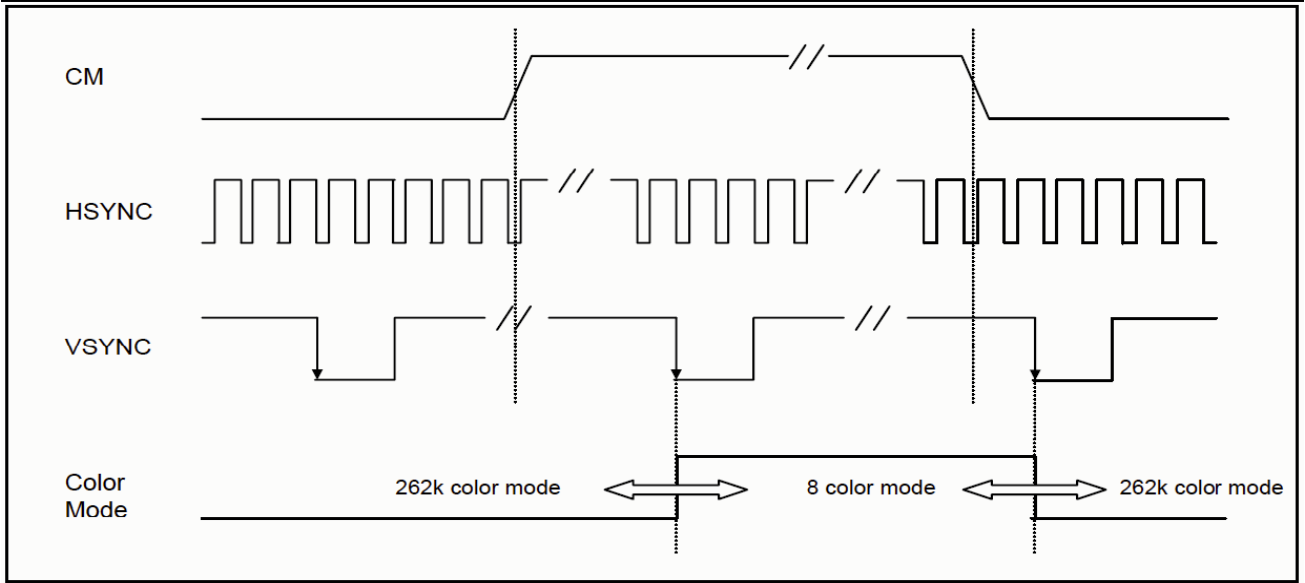 CM
HSYNC
VSYNC
Color
Mode
262k color mode
8 color mode
262k color mode